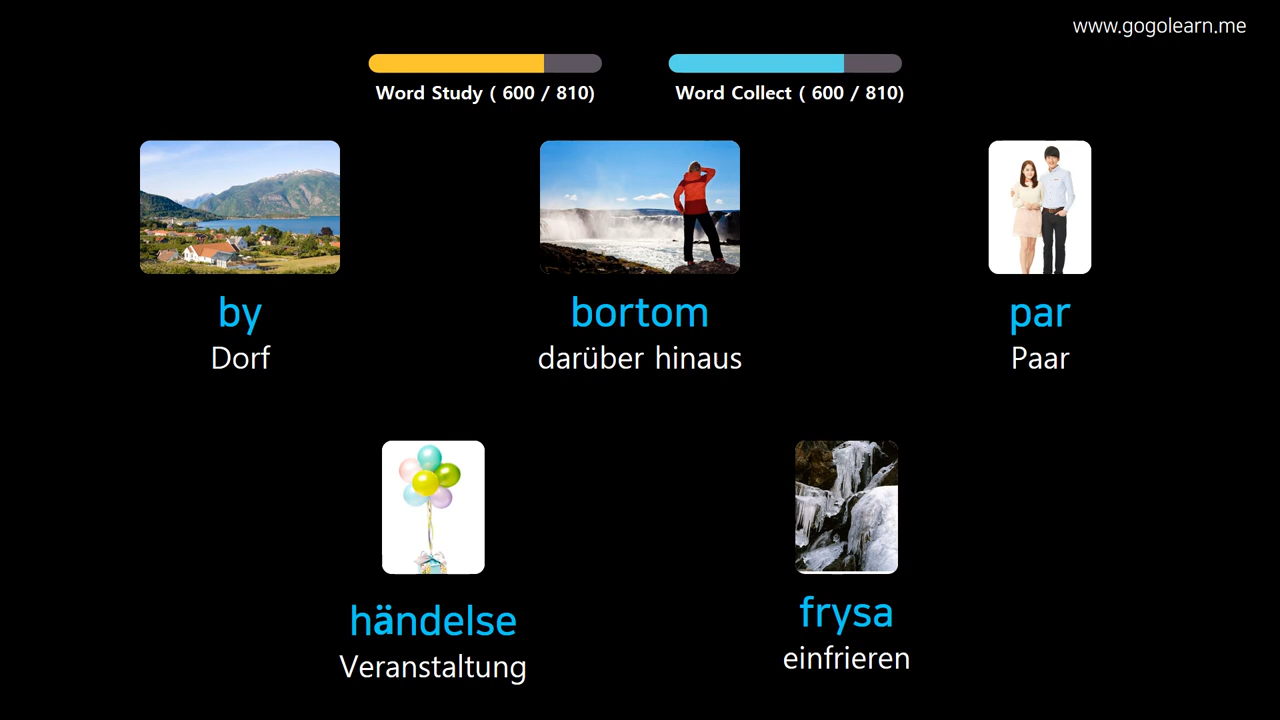 www.gogolearn.me
Word Study ( 600 / 810)
Word Collect ( 600 / 810)
by
Dorf
bortom
darüber hinaus
par
Paar
händelse
Veranstaltung
frysa
einfrieren